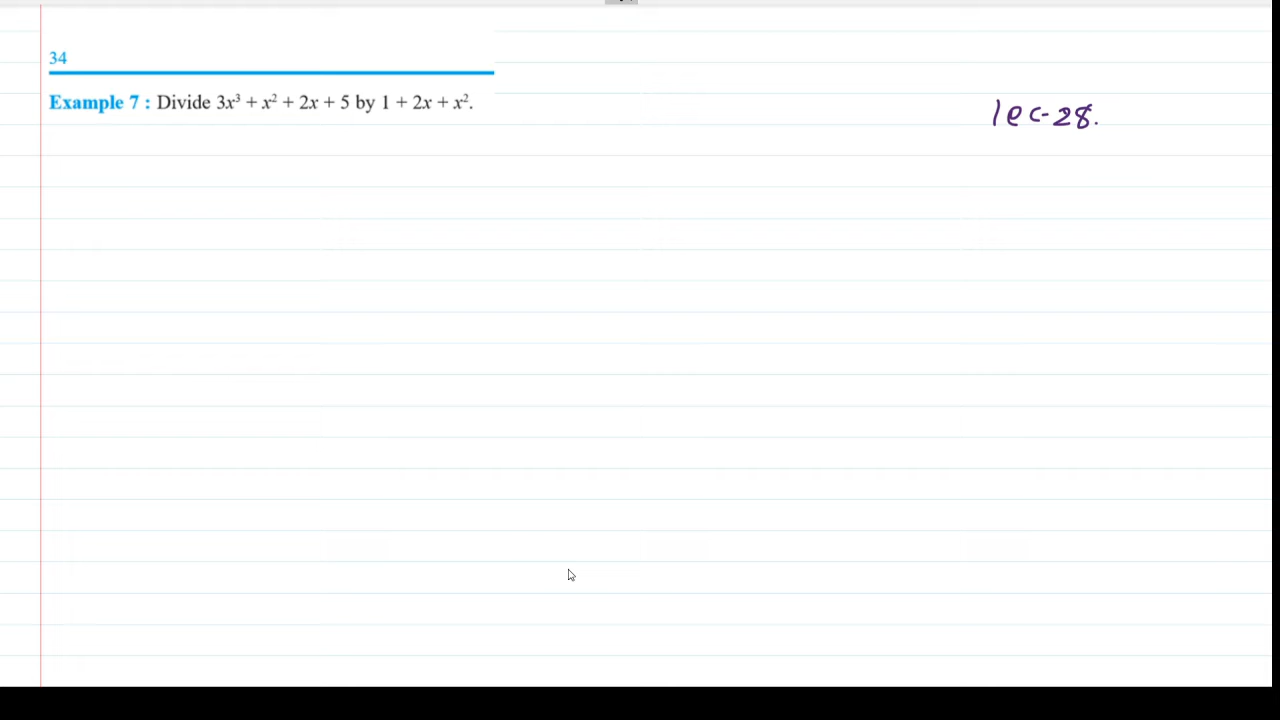 34
Example 7 : Divide 3x³ + x² + 2x + 5 by 1 + 2x + x².
lec-28.